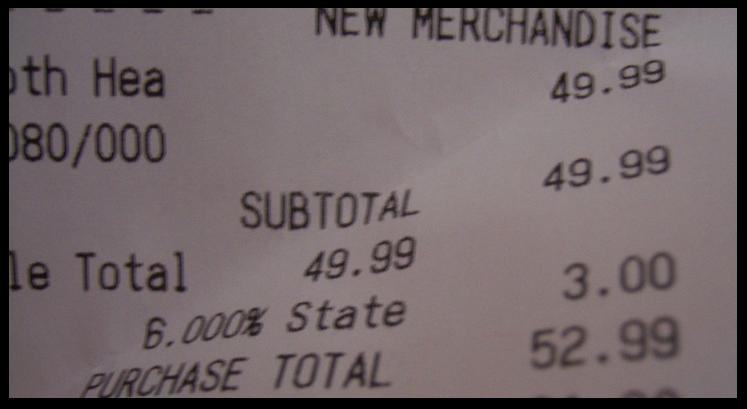 NEW MERCHANDISE
oth Hea 49.99
080/000
SUBTOTAL 49.99
le Total 49.99
6.000% State 3.00
PURCHASE TOTAL 52.99